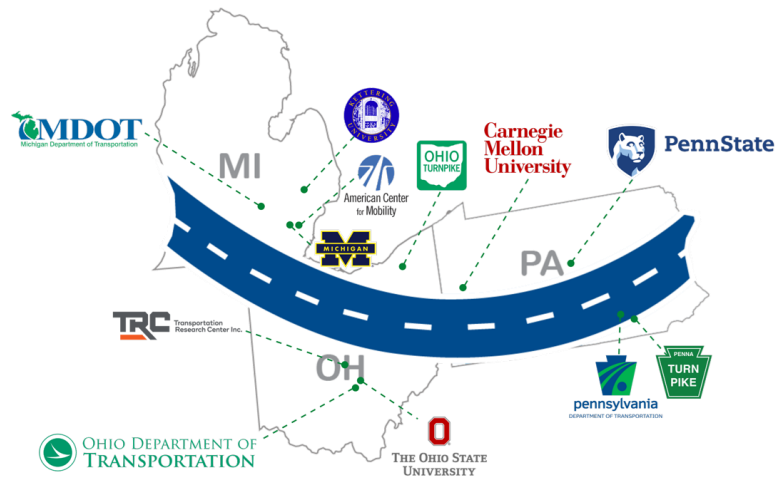 KETTERING
UNIVERSITY
MDOT
Michigan Department of Transportation
MI
American Center
for Mobility
OHIO
TURNPIKE
Carnegie
Mellon
University
PennState
M
MICHIGAN
PA
TRC
Transportation
Research Center Inc.
OH
PENNA
TURN
PIKE
pennsylvania
DEPARTMENT OF TRANSPORTATION
OHIO DEPARTMENT OF
TRANSPORTATION
O
THE OHIO STATE
UNIVERSITY